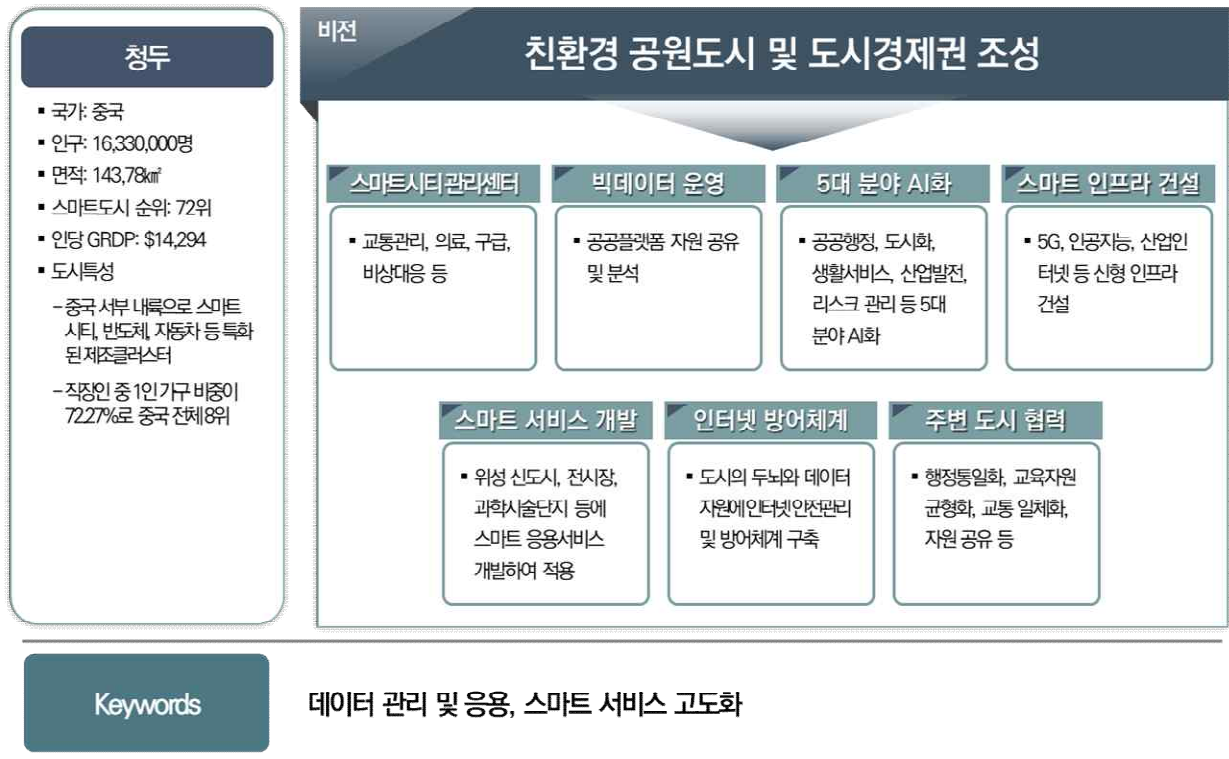 청두
▪ 국가: 중국
▪ 인구: 16,330,000명
▪ 면적: 143,78㎢
▪ 스마트도시 순위: 72위
▪ 인당 GRDP: $14,294
▪ 도시특성
– 중국 서부 내륙으로 스마트
시티, 반도체, 자동차 등 특화
된 제조클러스터
– 직장인 중 1인 가구 비중이
72.27%로 중국 전체 8위
비전
친환경 공원도시 및 도시경제권 조성
스마트시티 관리센터
▪ 교통관리, 의료, 구급,
비상대응 등
빅데이터 운영
▪ 공공플랫폼 자원 공유
및 분석
5대 분야 AI화
▪ 공공행정, 도시화,
생활서비스, 산업발전,
리스크 관리 등 5대
분야 AI화
스마트 인프라 건설
▪ 5G, 인공지능, 산업인
터넷 등 신형 인프라
건설
스마트 서비스 개발
▪ 위성 신도시, 전시장,
과학시술단지 등에
스마트 응용서비스
개발하여 적용
인터넷 방어체계
▪ 도시의 두뇌와 데이터
자원에 인터넷 안전관리
및 방어체계 구축
주변 도시 협력
▪ 행정통일화, 교육자원
균형화, 교통 일체화,
자원 공유 등
Keywords
데이터 관리 및 응용, 스마트 서비스 고도화